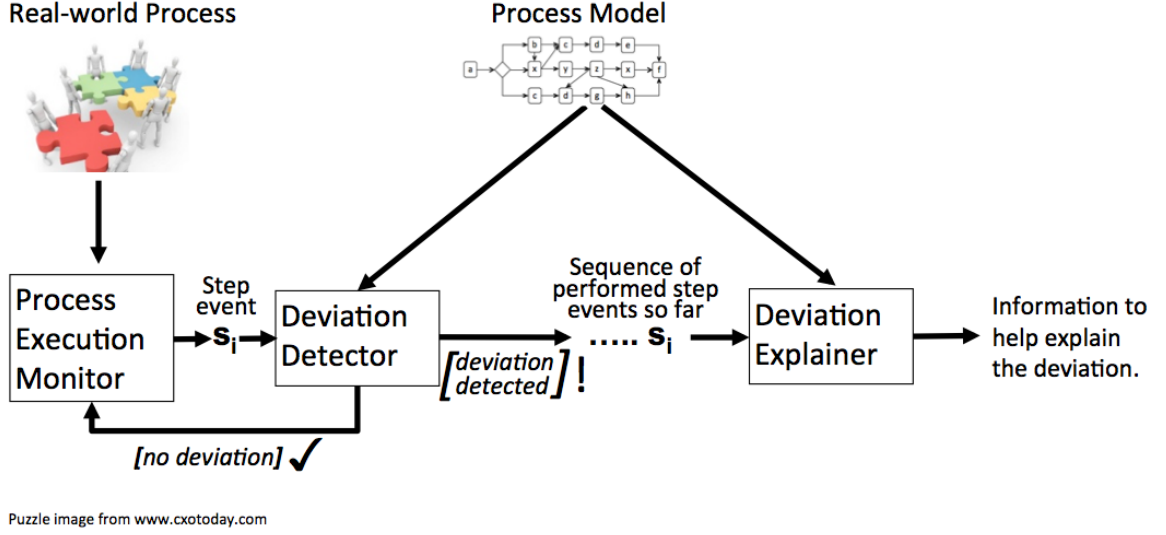 Real-world Process
Process Model
b c d e
a x y z x f
c d g h
Process
Execution
Monitor
Step
event
si
Deviation
Detector
[deviation
detected] !
Sequence of
performed step
events so far
..... si
Deviation
Explainer
Information to
help explain
the deviation.
[no deviation] ✓
Puzzle image from www.cxotoday.com